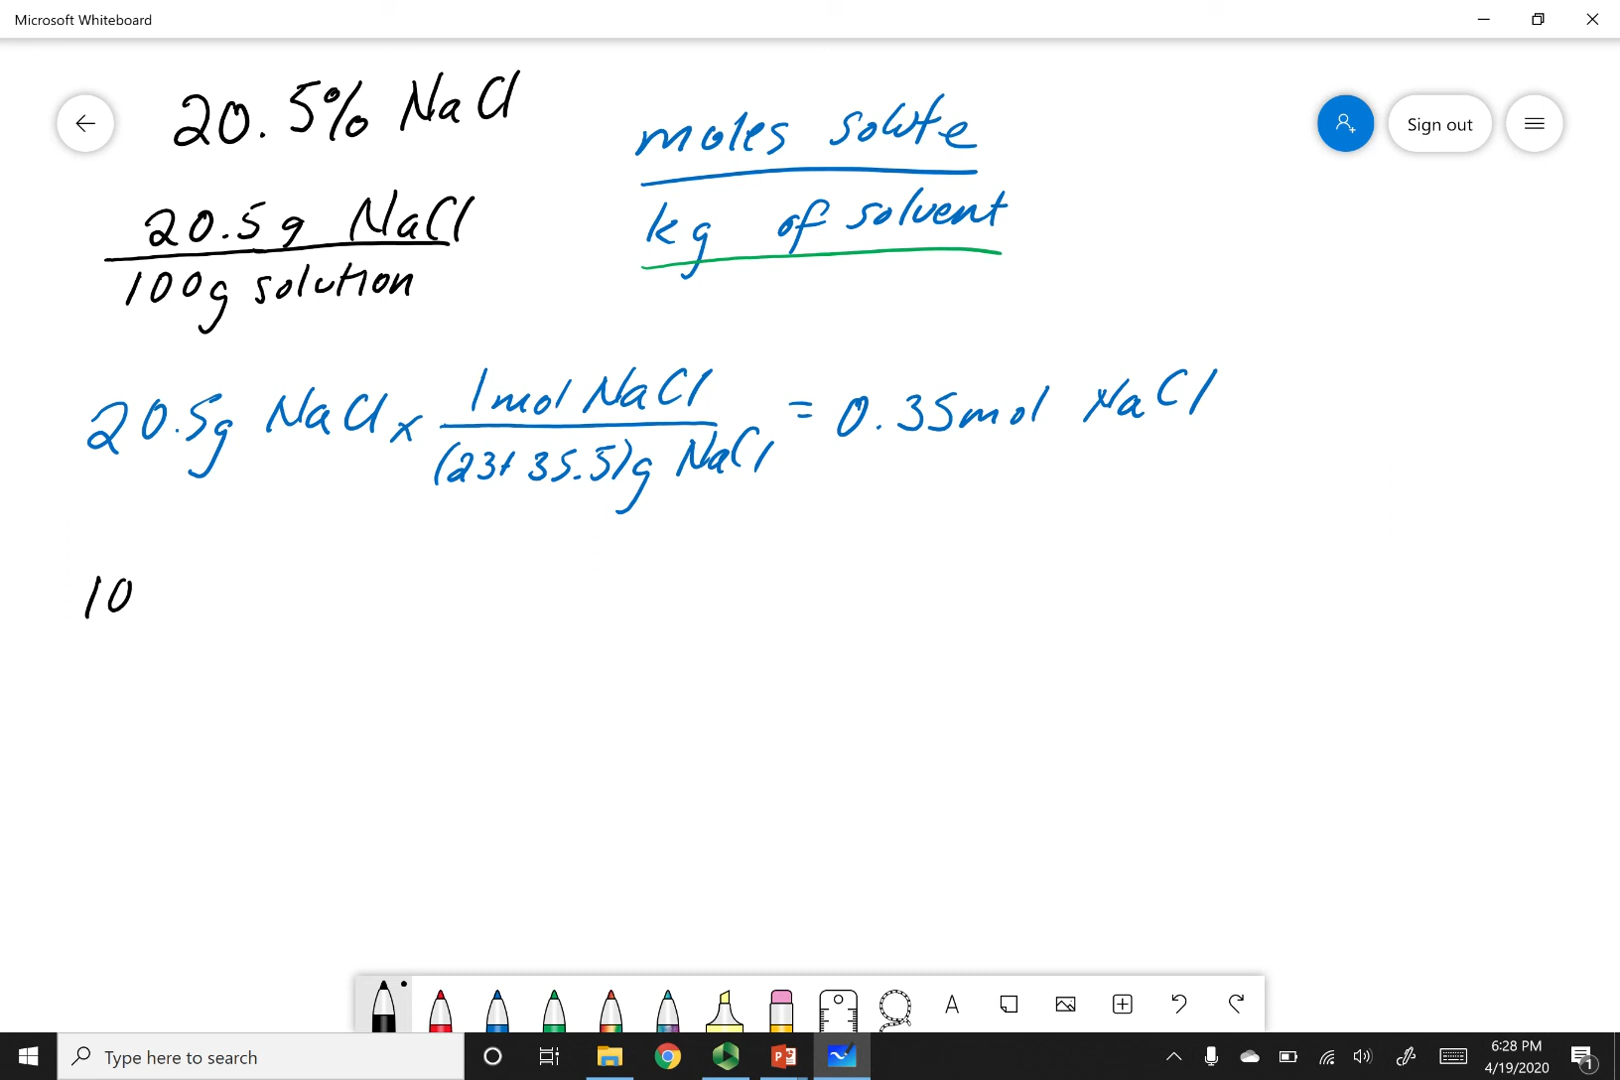 Microsoft Whiteboard
20.5% NaCl
moles solute
kg of solvent
Sign out
20.5g NaCl
100g solution
20.5g NaCl x 1mol NaCl = 0.35mol NaCl
(23+35.5)g NaCl
10
A
Type here to search
6:28 PM
4/19/2020
1